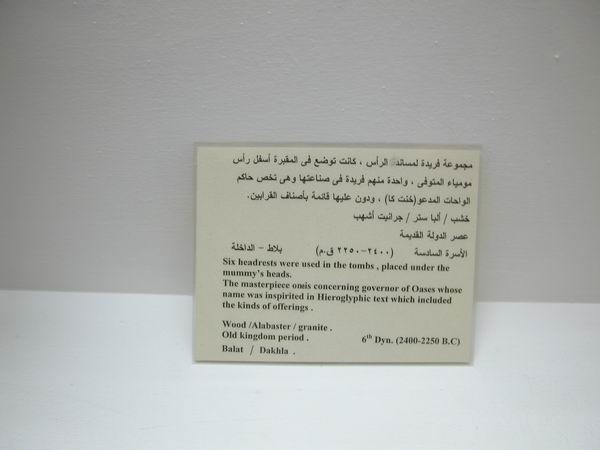 مجموعة فريدة لمساند الرأس ، كانت توضع فى المقبرة أسفل رأس
مومياء المتوفى ، واحدة منهم فريدة فى صناعتها وهى تخص حاكم
الواحات المدعو(خنت كا) ، ودون عليها قائمة بأصناف القرابين.
خشب / ألبا ستر / جرانيت أشهب
عصر الدولة القديمة
الأسرة السادسة (٢٤٠٠-٢٢٥٠ ق.م) بلاط - الداخلة
Six headrests were used in the tombs , placed under the
mummy's heads.
The masterpiece oneis concerning governor of Oases whose
name was inspirited in Hieroglyphic text which included
the kinds of offerings .
Wood /Alabaster / granite .
Old kingdom period . 6th Dyn. (2400-2250 B.C)
Balat / Dakhla .